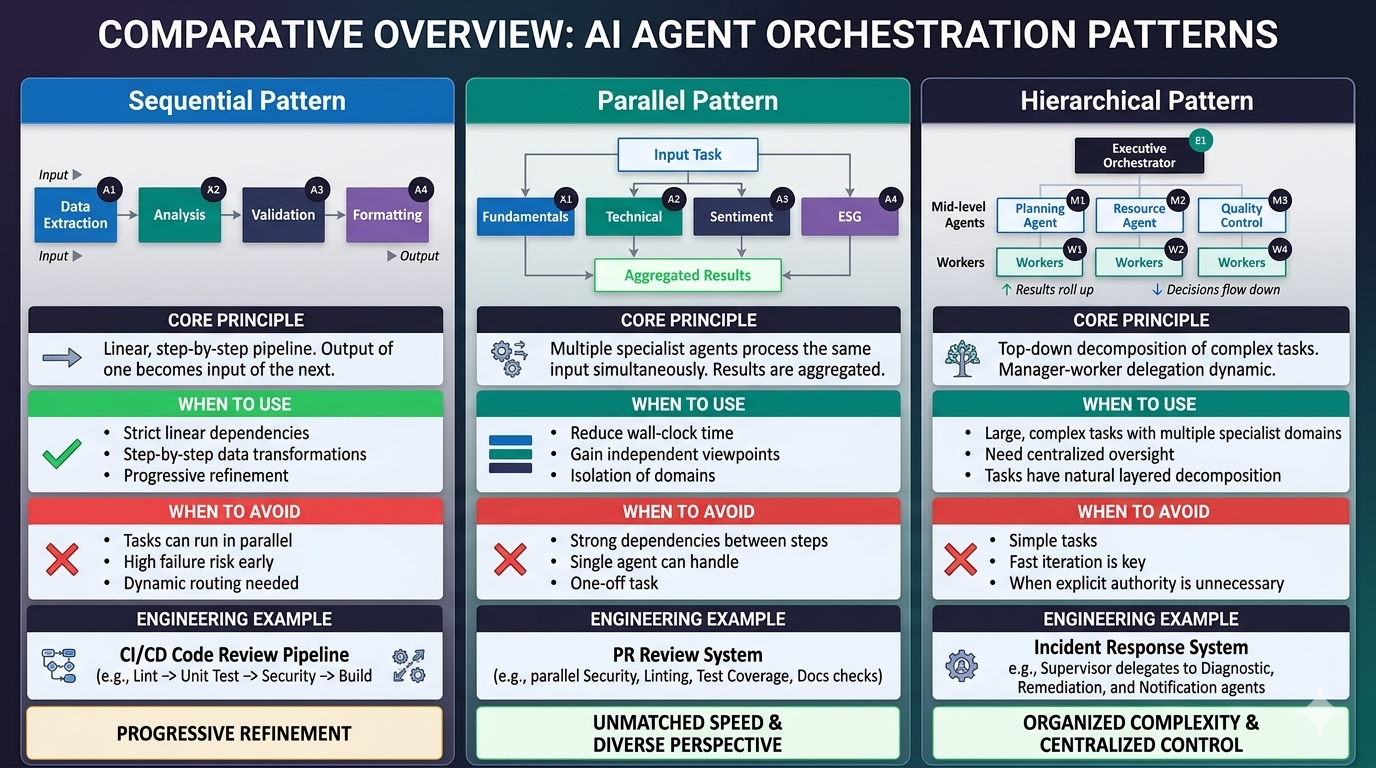 COMPARATIVE OVERVIEW: AI AGENT ORCHESTRATION PATTERNS
Sequential Pattern
Input
A1
Data
Extraction
A2
Analysis
A3
Validation
A4
Formatting
Input
Output
CORE PRINCIPLE
Linear, step-by-step pipeline. Output of
one becomes input of the next.
WHEN TO USE
• Strict linear dependencies
• Step-by-step data transformations
• Progressive refinement
WHEN TO AVOID
• Tasks can run in parallel
• High failure risk early
• Dynamic routing needed
ENGINEERING EXAMPLE
CI/CD Code Review Pipeline
(e.g., Lint –> Unit Test –> Security –> Build
PROGRESSIVE REFINEMENT
Parallel Pattern
Input Task
A1
Fundamentals
A2
Technical
A3
Sentiment
A4
ESG
Aggregated Results
CORE PRINCIPLE
Multiple specialist agents process the same
input simultaneously. Results are aggregated.
WHEN TO USE
• Reduce wall-clock time
• Gain independent viewpoints
• Isolation of domains
WHEN TO AVOID
• Strong dependencies between steps
• Single agent can handle
• One-off task
ENGINEERING EXAMPLE
PR Review System
(e.g., parallel Security, Linting, Test Coverage, Docs checks)
UNMATCHED SPEED &
DIVERSE PERSPECTIVE
Hierarchical Pattern
E1
Executive
Orchestrator
Mid-level
Agents
M1
Planning
Agent
M2
Resource
Agent
M3
Quality
Control
Workers
W1
Workers
W2
Workers
W4
Workers
↑ Results roll up
↓ Decisions flow down
CORE PRINCIPLE
Top-down decomposition of complex tasks.
Manager-worker delegation dynamic.
WHEN TO USE
• Large, complex tasks with multiple specialist domains
• Need centralized oversight
• Tasks have natural layered decomposition
WHEN TO AVOID
• Simple tasks
• Fast iteration is key
• When explicit authority is unnecessary
ENGINEERING EXAMPLE
Incident Response System
e.g., Supervisor delegates to Diagnostic,
Remediation, and Notification agents
ORGANIZED COMPLEXITY &
CENTRALIZED CONTROL